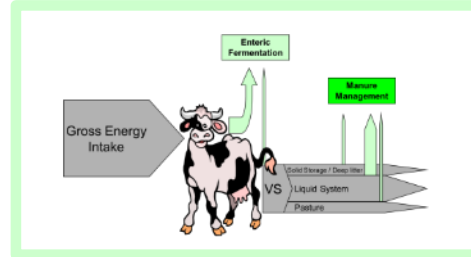 Enteric
Fermentation
Manure
Management
Gross Energy
Intake
VS
Solid Storage / Deep litter
Liquid System
Pasture